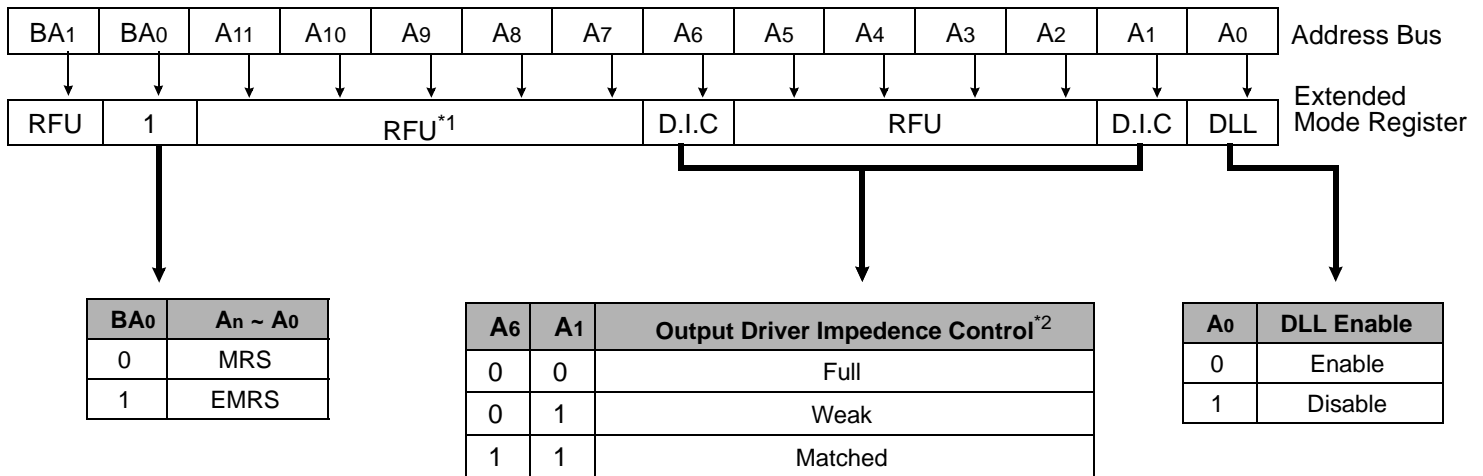 BA1 BA0 A11 A10 A9 A8 A7 A6 A5 A4 A3 A2 A1 A0 Address Bus
RFU 1 RFU*1 D.I.C RFU D.I.C DLL Extended
Mode Register
BA0 An ~ A0
0 MRS
1 EMRS
A6 A1 Output Driver Impedence Control*2
0 0 Full
0 1 Weak
1 1 Matched
A0 DLL Enable
0 Enable
1 Disable